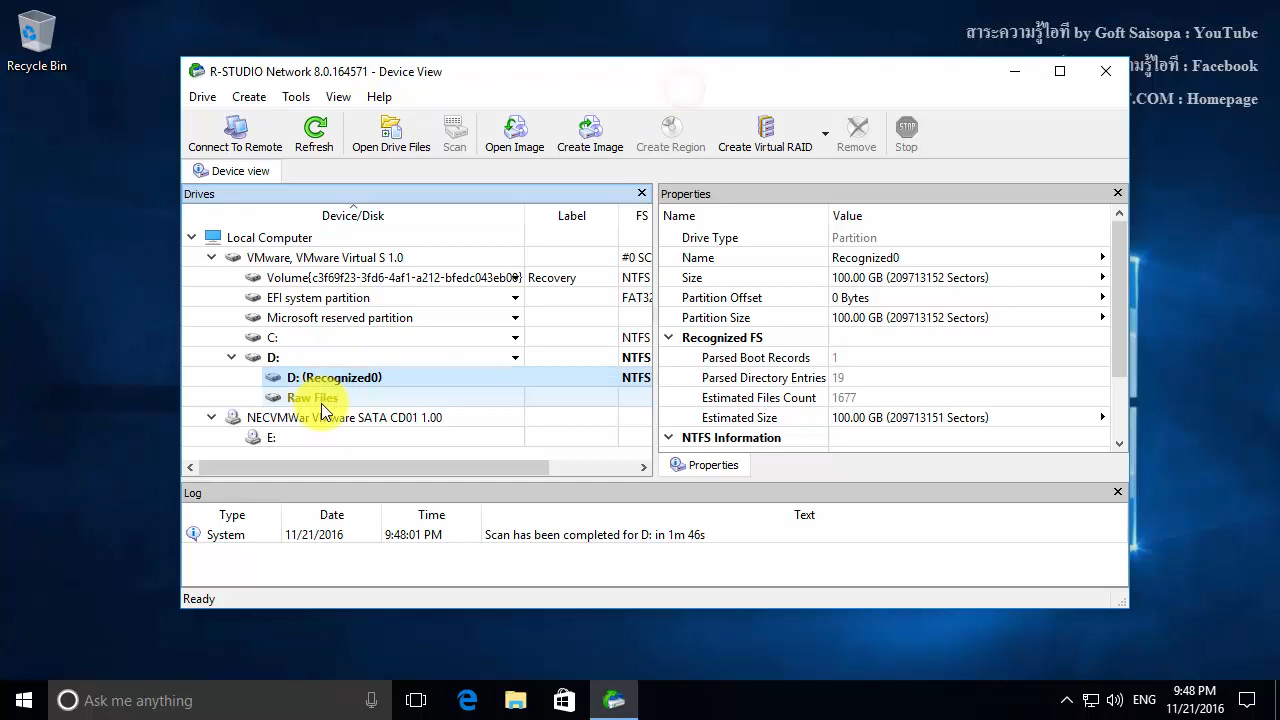 Recycle Bin
สาระความรู้ไอที by Goft Saisopa : YouTube
ามรู้ไอที : Facebook
T.COM : Homepage
R-STUDIO Network 8.0.164571 - Device View
Drive Create Tools View Help
Connect To Remote Refresh Open Drive Files Scan Open Image Create Image Create Region Create Virtual RAID Remove Stop
Device view
Drives
Device/Disk Label FS
Local Computer
VMware, VMware Virtual S 1.0 #0 SC
Volume{c3f69f23-3fd6-4af1-a212-bfedc043eb0 } Recovery NTFS
EFI system partition FAT32
Microsoft reserved partition
C: NTFS
D: NTFS
D: (Recognized0) NTFS
Raw Files
NECVMWar VMware SATA CD01 1.00
E:
Properties
Name Value
Drive Type Partition
Name Recognized0
Size 100.00 GB (209713152 Sectors)
Partition Offset 0 Bytes
Partition Size 100.00 GB (209713152 Sectors)
Recognized FS
Parsed Boot Records 1
Parsed Directory Entries 19
Estimated Files Count 1677
Estimated Size 100.00 GB (209713151 Sectors)
NTFS Information
Properties
Log
Type Date Time Text
System 11/21/2016 9:48:01 PM Scan has been completed for D: in 1m 46s
Ready
Ask me anything
ENG
9:48 PM
11/21/2016